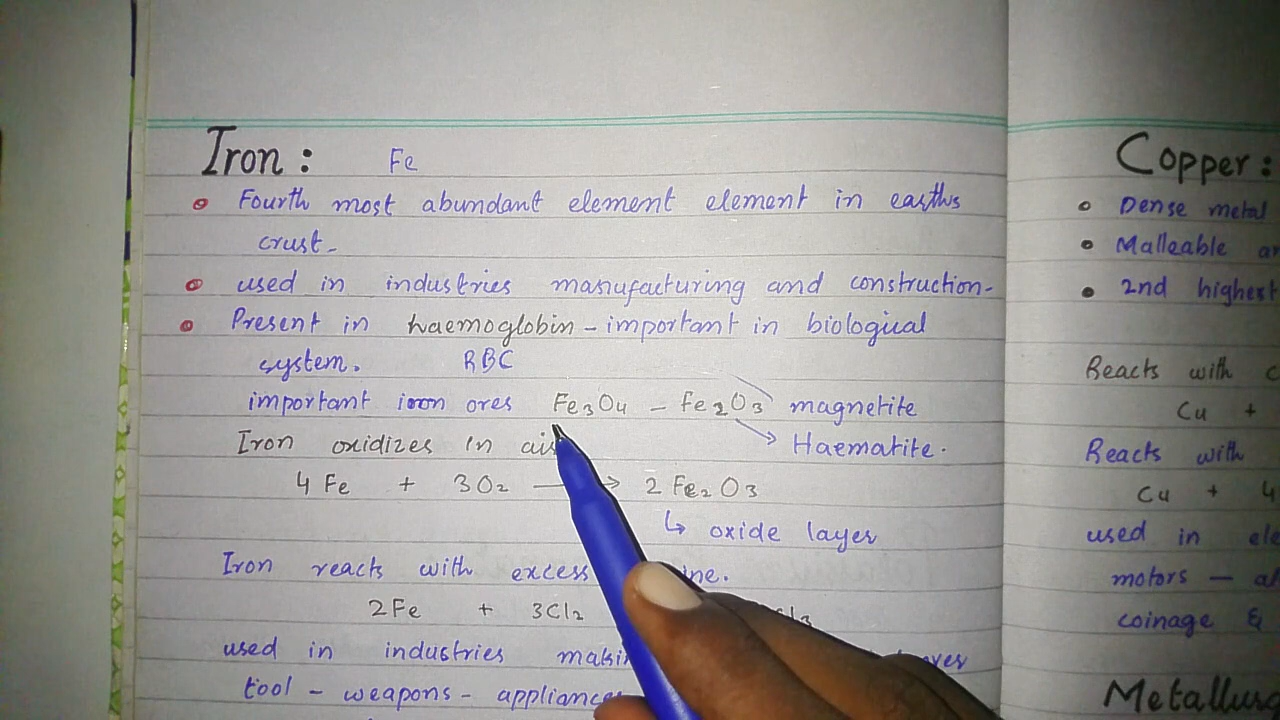 Iron : Fe
Fourth most abundant element element in earths
crust-
used in industries manufacturing and construction-
Present in haemoglobin - important in biological
system. RBC
important iron ores Fe3O4 - Fe2O3 magnetite
Haematite.
Iron oxidizes in air
4 Fe + 3O2 → 2 Fe2O3
↳ oxide layer
Iron reacts with excess
2Fe + 3Cl2
used in industries
tool - weapons - appliances
Copper :
Dense metal
Malleable
2nd highest
Reacts with
Cu +
Reacts with
Cu + 4
used in
motors -
coinage &